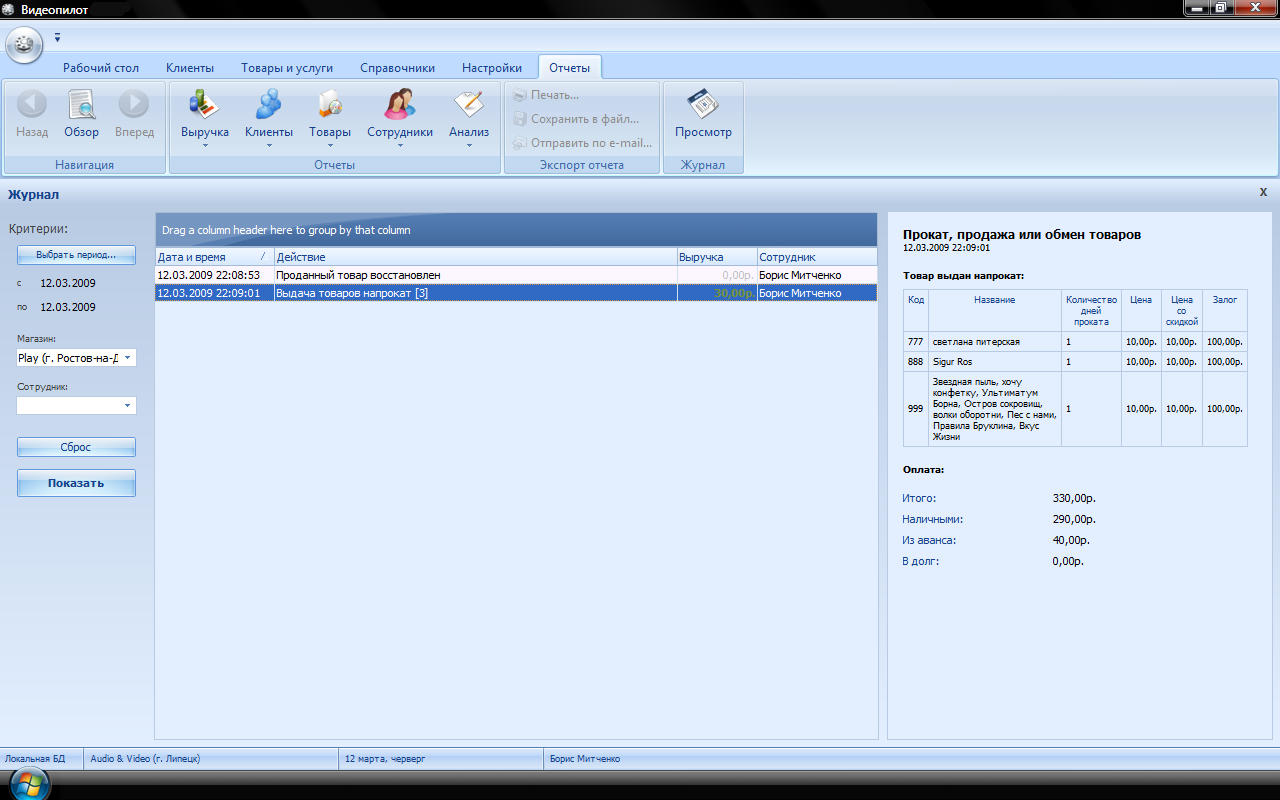 Видеопилот
Рабочий стол Клиенты Товары и услуги Справочники Настройки Отчеты
Назад Обзор Вперед Выручка Клиенты Товары Сотрудники Анализ Печать... Сохранить в файл... Отправить по e-mail... Просмотр
Навигация Отчеты Экспорт отчета Журнал
Журнал X
Критерии:
Выбрать период...
с 12.03.2009
по 12.03.2009
Магазин:
Play (г. Ростов-на-Д
Сотрудник:
Сброс
Показать
Drag a column header here to group by that column
Дата и время Действие Выручка Сотрудник
12.03.2009 22:08:53 Проданный товар восстановлен 0,00р. Борис Митченко
12.03.2009 22:09:01 Выдача товаров напрокат [3] 30,00р. Борис Митченко
Прокат, продажа или обмен товаров
12.03.2009 22:09:01
Товар выдан напрокат:
Код Название Количество дней проката Цена Цена со скидкой Залог
777 светлана питерская 1 10,00р. 10,00р. 100,00р.
888 Sigur Ros 1 10,00р. 10,00р. 100,00р.
Звездная пыль, хочу
конфетку, Ультиматум
Борна, Остров сокровищ,
999 волки оборотни, Пес с нами, 1 10,00р. 10,00р. 100,00р.
Правила Бруклина, Вкус
Жизни
Оплата:
Итого: 330,00р.
Наличными: 290,00р.
Из аванса: 40,00р.
В долг: 0,00р.
Локальная БД Audio & Video (г. Липецк) 12 марта, черверг Борис Митченко